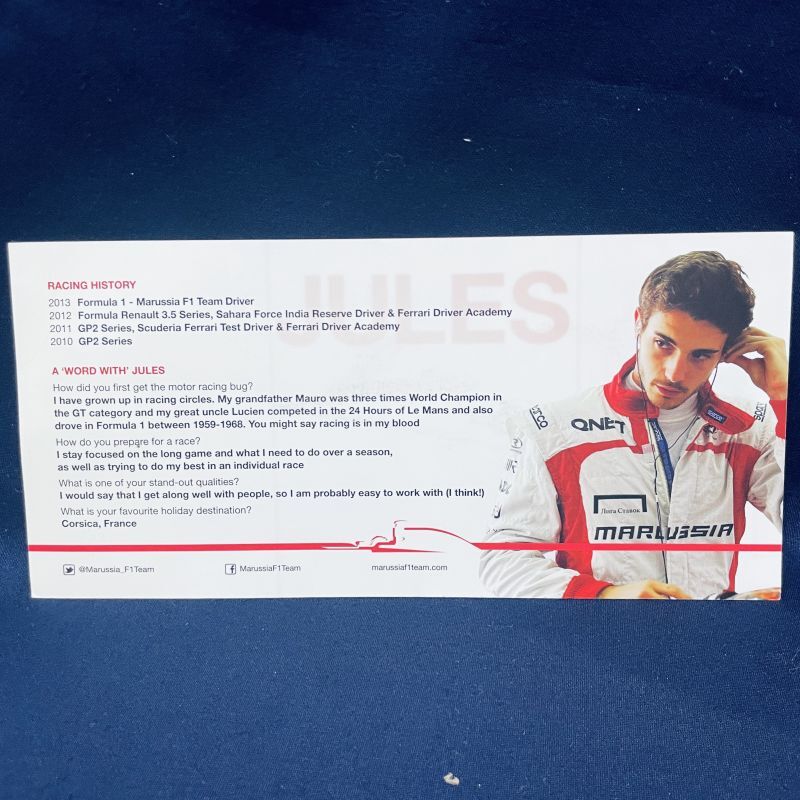 JULES
RACING HISTORY
2013 Formula 1 - Marussia F1 Team Driver
2012 Formula Renault 3.5 Series, Sahara Force India Reserve Driver & Ferrari Driver Academy
2011 GP2 Series, Scuderia Ferrari Test Driver & Ferrari Driver Academy
2010 GP2 Series
A ‘WORD WITH’ JULES
How did you first get the motor racing bug?
I have grown up in racing circles. My grandfather Mauro was three times World Champion in
the GT category and my great uncle Lucien competed in the 24 Hours of Le Mans and also
drove in Formula 1 between 1959-1968. You might say racing is in my blood
How do you prepare for a race?
I stay focused on the long game and what I need to do over a season,
as well as trying to do my best in an individual race
What is one of your stand-out qualities?
I would say that I get along well with people, so I am probably easy to work with (I think!)
What is your favourite holiday destination?
Corsica, France
@Marussia_F1Team
MarussiaF1Team
marussiaf1team.com
SPARCO
QNET
Лига Ставок
MARUSSIA